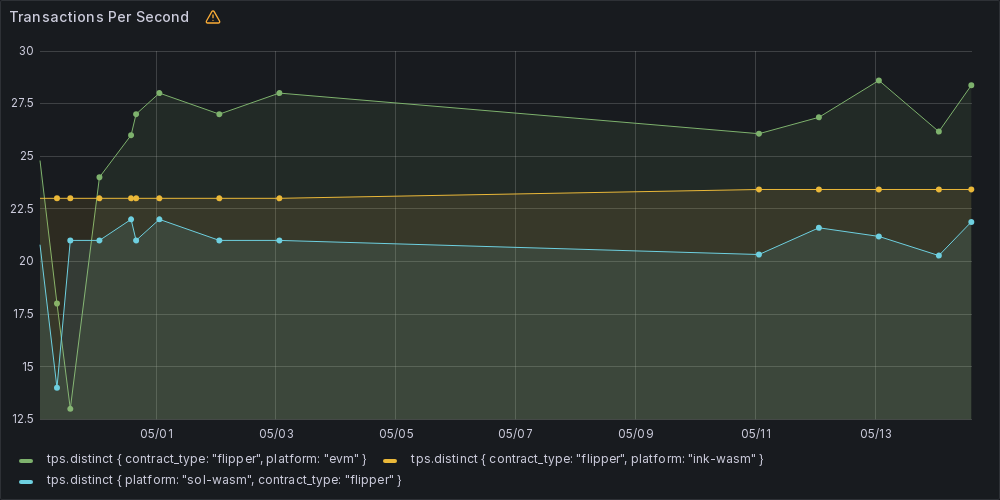 Transactions Per Second
30
27.5
25
22.5
20
17.5
15
12.5
05/01 05/03 05/05 05/07 05/09 05/11 05/13
tps.distinct { contract_type: "flipper", platform: "evm" } tps.distinct { contract_type: "flipper", platform: "ink-wasm" }
tps.distinct { platform: "sol-wasm", contract_type: "flipper" }